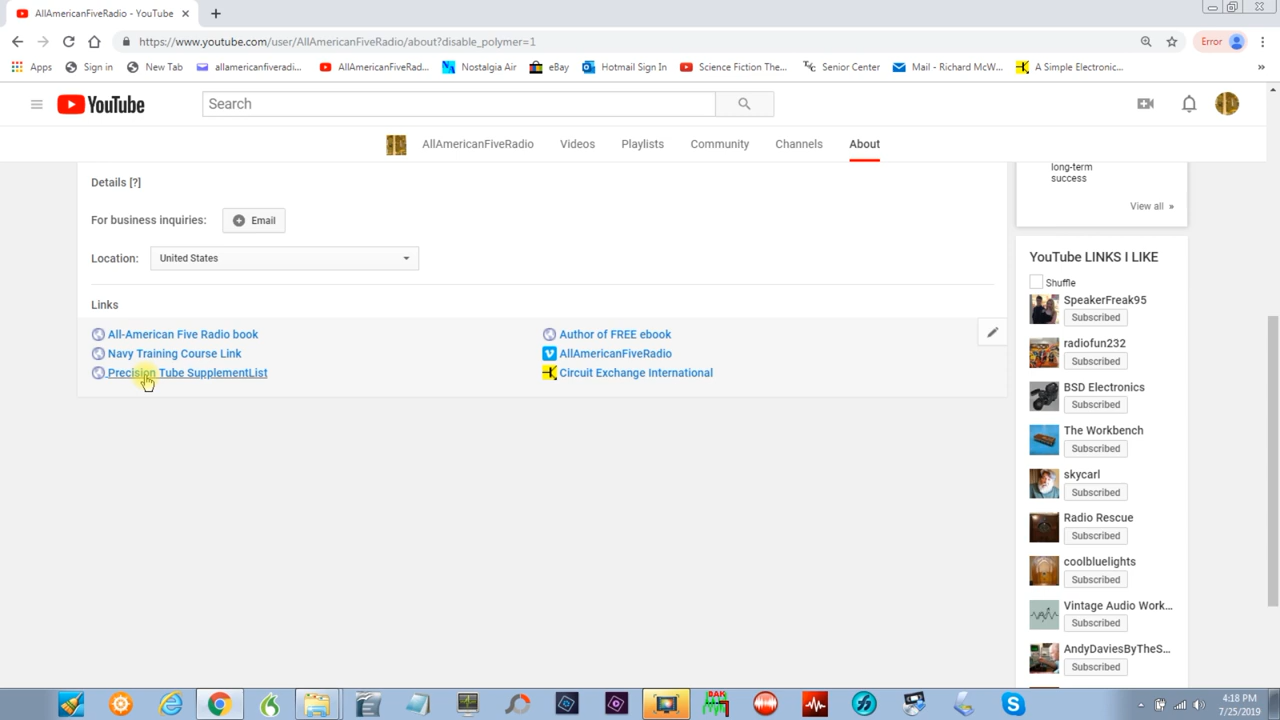 AllAmericanFiveRadio - YouTube
https://www.youtube.com/user/AllAmericanFiveRadio/about?disable_polymer=1
Error
Apps
Sign in
New Tab
allamericanfiveradi...
AllAmericanFiveRad...
Nostalgia Air
eBay
Hotmail Sign In
Science Fiction The...
Senior Center
Mail - Richard McW...
A Simple Electronic...
»
YouTube
Search
AllAmericanFiveRadio
Videos
Playlists
Community
Channels
About
Details [?]
For business inquiries:
Email
Location:
United States
Links
All-American Five Radio book
Author of FREE ebook
Navy Training Course Link
AllAmericanFiveRadio
Precision Tube SupplementList
Circuit Exchange International
long-term
success
View all »
YouTube LINKS I LIKE
Shuffle
SpeakerFreak95
Subscribed
radiofun232
Subscribed
BSD Electronics
Subscribed
The Workbench
Subscribed
skycarl
Subscribed
Radio Rescue
Subscribed
coolbluelights
Subscribed
Vintage Audio Work...
Subscribed
AndyDaviesByTheS...
Subscribed
DAK
4:18 PM
7/25/2019